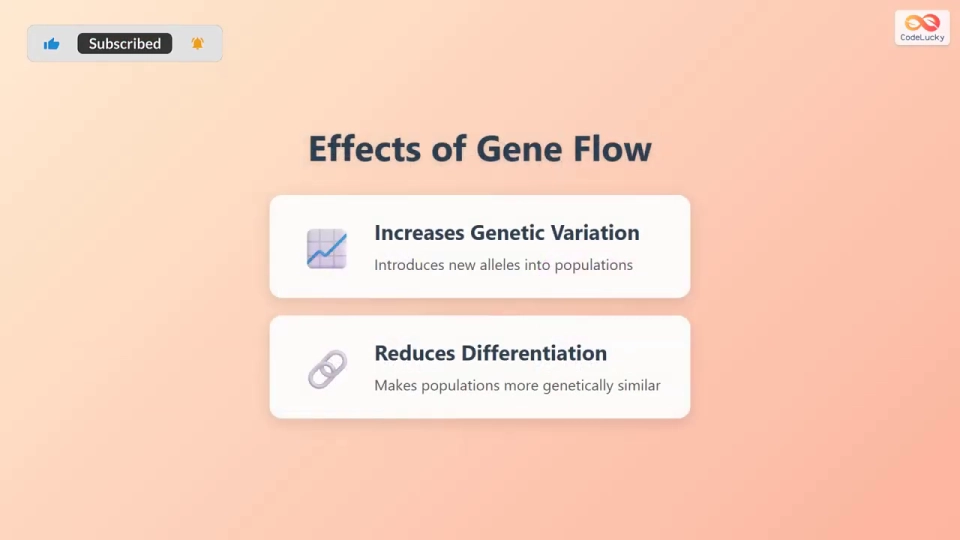 Subscribed
CodeLucky
Effects of Gene Flow
Increases Genetic Variation
Introduces new alleles into populations
Reduces Differentiation
Makes populations more genetically similar